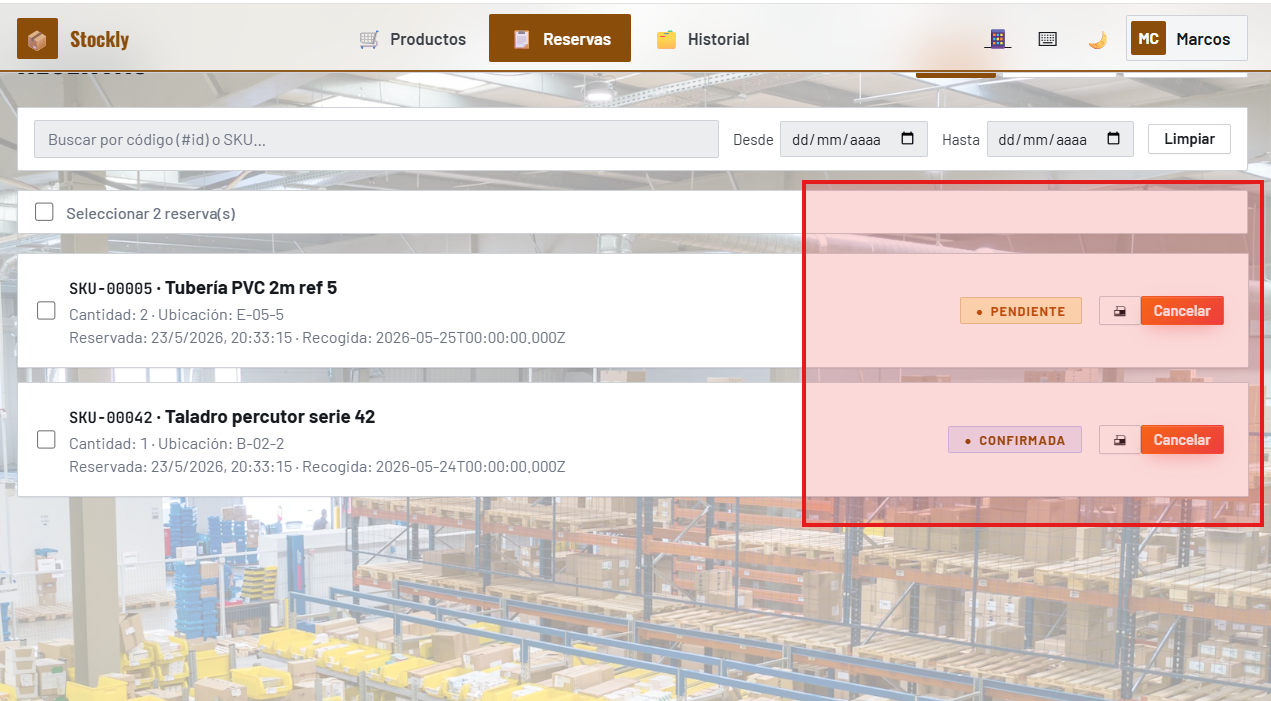 Stockly
Productos
Reservas
Historial
MC
Marcos
Buscar por código (#id) o SKU...
Desde
dd/mm/aaaa
Hasta
dd/mm/aaaa
Limpiar
Seleccionar 2 reserva(s)
SKU-00005 · Tubería PVC 2m ref 5
Cantidad: 2 · Ubicación: E-05-5
Reservada: 23/5/2026, 20:33:15 · Recogida: 2026-05-25T00:00:00.000Z
● PENDIENTE
Cancelar
SKU-00042 · Taladro percutor serie 42
Cantidad: 1 · Ubicación: B-02-2
Reservada: 23/5/2026, 20:33:15 · Recogida: 2026-05-24T00:00:00.000Z
● CONFIRMADA
Cancelar